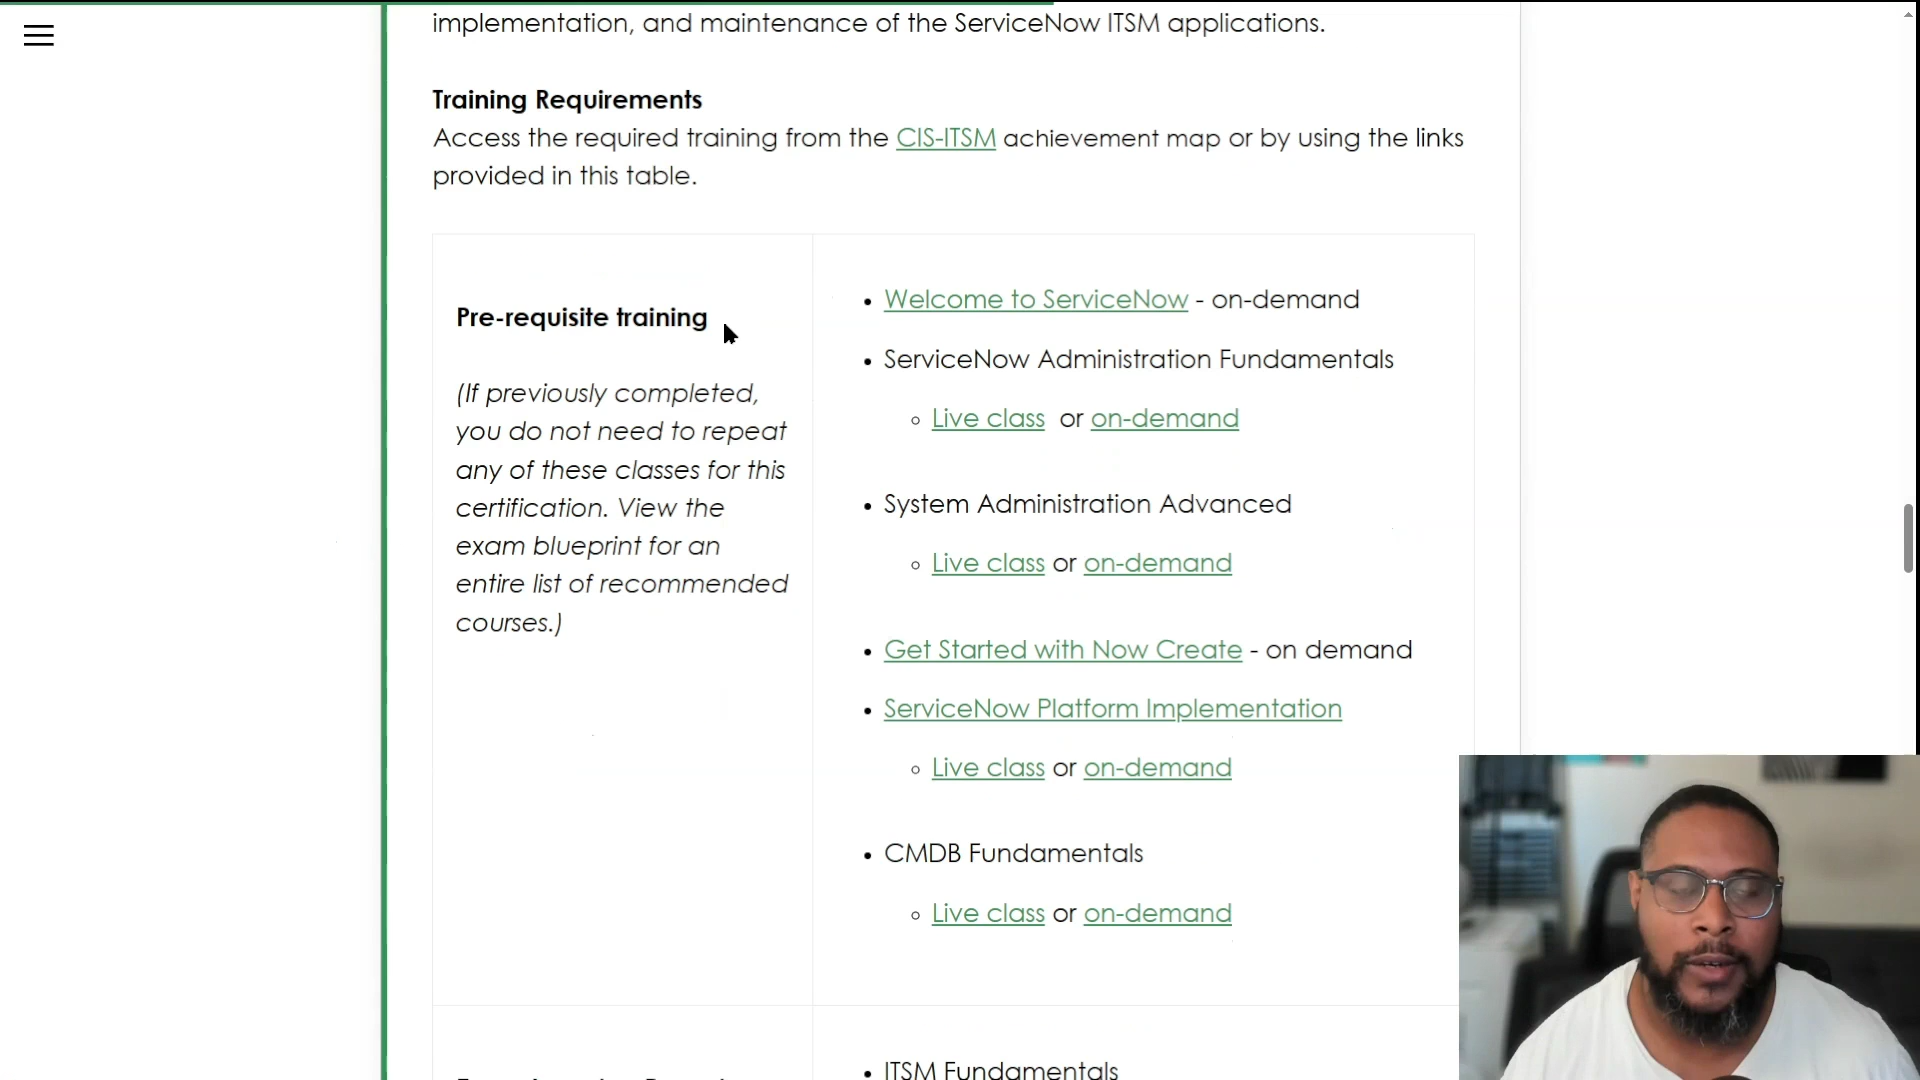 implementation, and maintenance of the ServiceNow ITSM applications.
Training Requirements
Access the required training from the CIS-ITSM achievement map or by using the links
provided in this table.
Pre-requisite training
(If previously completed,
you do not need to repeat
any of these classes for this
certification. View the
exam blueprint for an
entire list of recommended
courses.)
• Welcome to ServiceNow - on-demand
• ServiceNow Administration Fundamentals
○ Live class or on-demand
• System Administration Advanced
○ Live class or on-demand
• Get Started with Now Create - on demand
• ServiceNow Platform Implementation
○ Live class or on-demand
• CMDB Fundamentals
○ Live class or on-demand
• ITSM Fundamentals